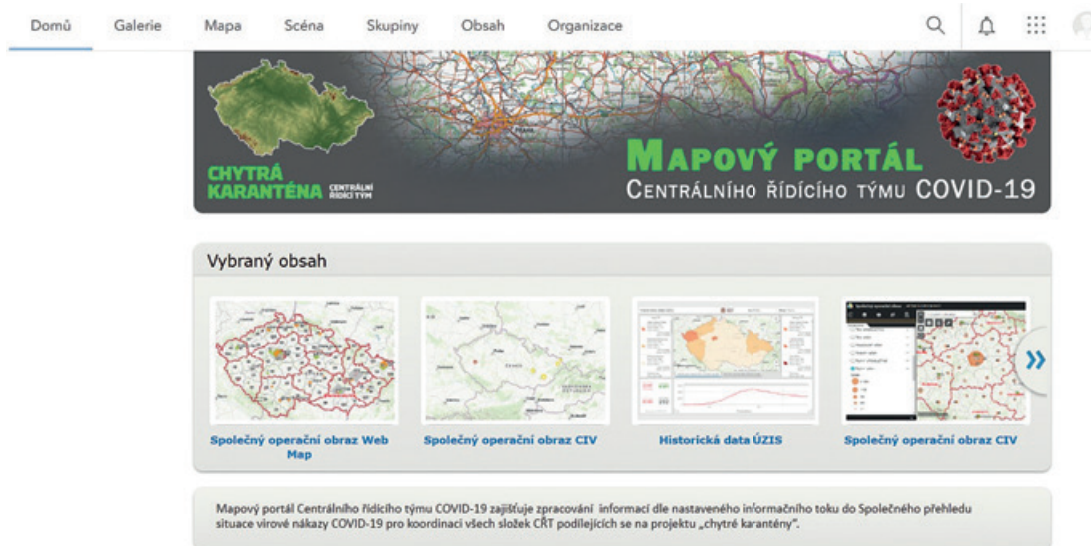 Domů Galerie Mapa Scéna Skupiny Obsah Organizace
CHYTRÁ
KARANTÉNA CENTRÁLNÍ
ŘÍDICÍ TÝM
MAPOVÝ PORTÁL
CENTRÁLNÍHO ŘÍDÍCÍHO TÝMU COVID-19
Vybraný obsah
Společný operační obraz Web
Map
Společný operační obraz CIV
Historická data ÚZIS
Společný operační obraz CIV
Mapový portál Centrálního řídícího týmu COVID-19 zajišťuje zpracování informací dle nastaveného informačního toku do Společného přehledu
situace virové nákazy COVID-19 pro koordinaci všech složek CŘT podílejících se na projektu „chytré karantény".